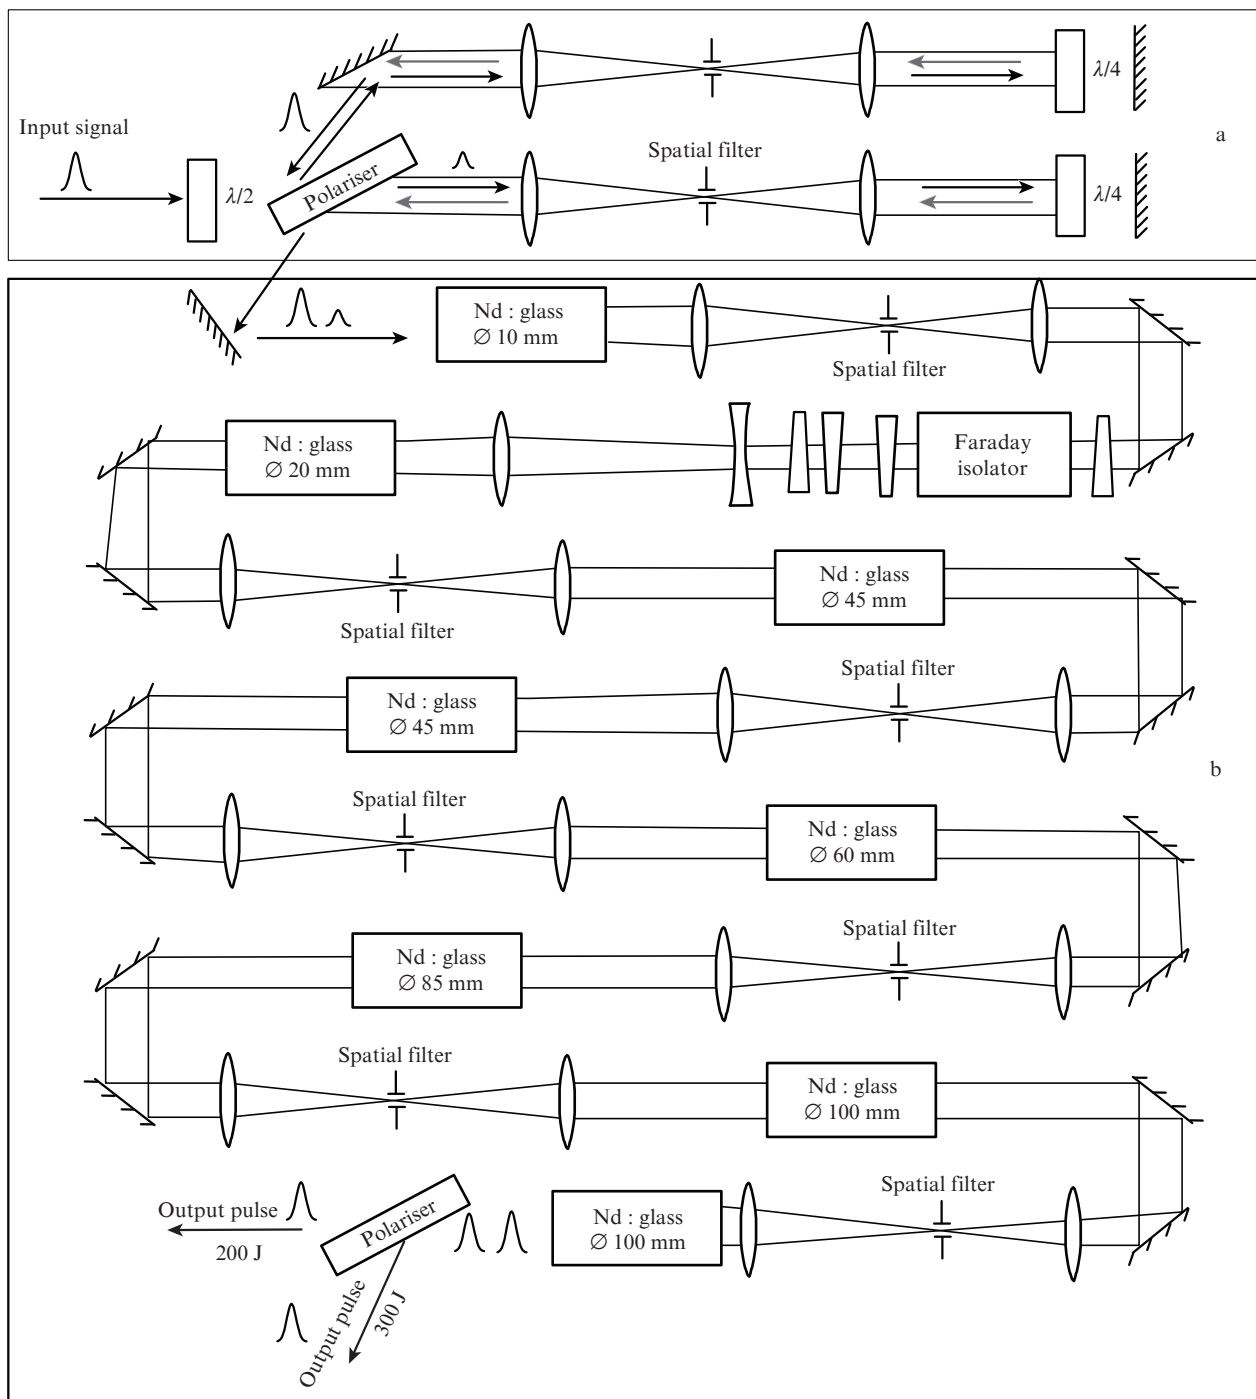 λ/4
Input signal
a
Spatial filter
λ/2
Polariser
λ/4
Nd : glass
∅ 10 mm
Spatial filter
Nd : glass
∅ 20 mm
Faraday
isolator
Nd : glass
∅ 45 mm
Spatial filter
Spatial filter
Nd : glass
∅ 45 mm
b
Spatial filter
Nd : glass
∅ 60 mm
Spatial filter
Nd : glass
∅ 85 mm
Spatial filter
Nd : glass
∅ 100 mm
Spatial filter
Output pulse
200 J
Polariser
Nd : glass
∅ 100 mm
Output pulse
300 J